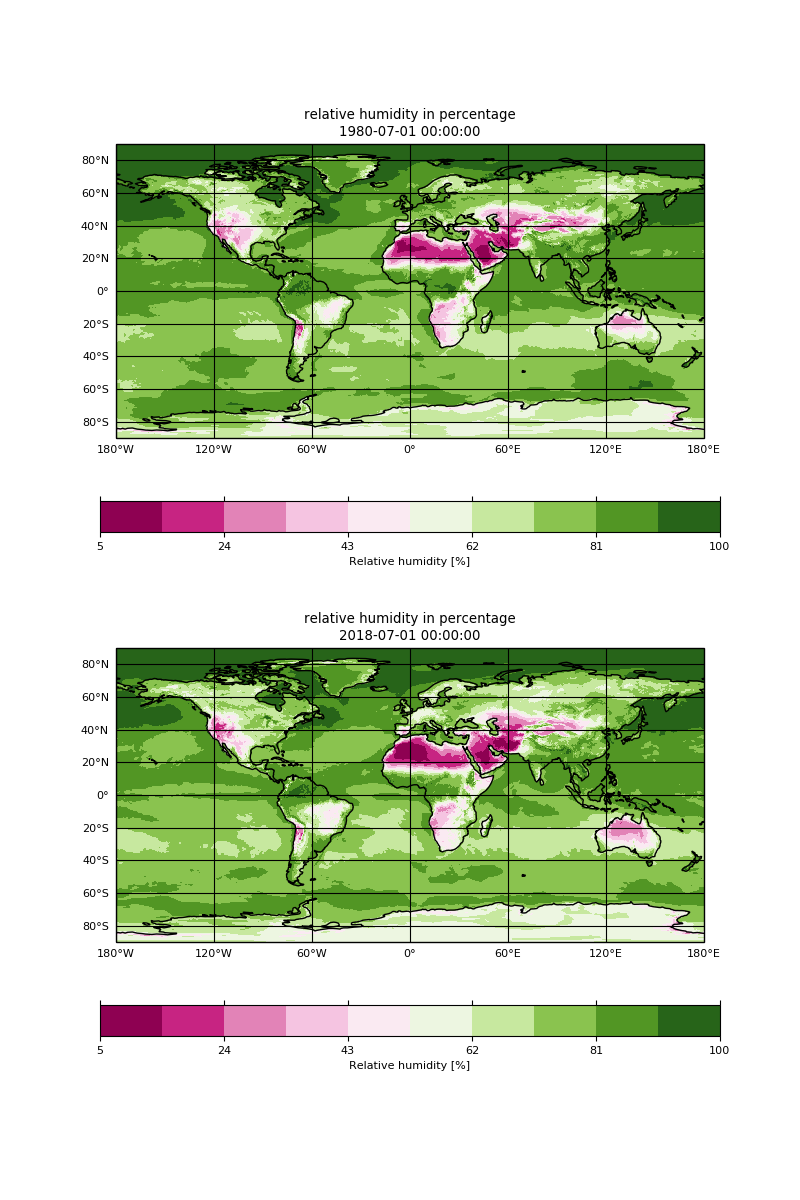 relative humidity in percentage
1980-07-01 00:00:00
80°N
60°N
40°N
20°N
0°
20°S
40°S
60°S
80°S
180°W 120°W 60°W 0° 60°E 120°E 180°E
5 24 43 62 81 100
Relative humidity [%]
relative humidity in percentage
2018-07-01 00:00:00
80°N
60°N
40°N
20°N
0°
20°S
40°S
60°S
80°S
180°W 120°W 60°W 0° 60°E 120°E 180°E
5 24 43 62 81 100
Relative humidity [%]